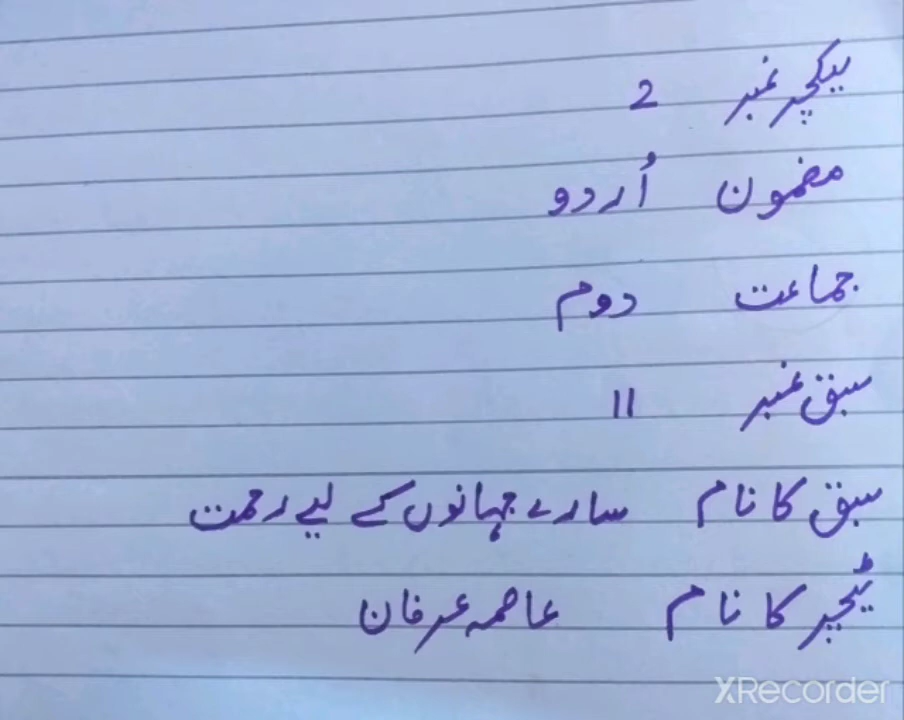 لیکچر نمبر 2
مضمون اُردو
جماعت دوم
سبق نمبر 11
سبق کا نام سارے جہانوں کے لیے رحمت
ٹیچر کا نام عاصمہ عرفان
XRecorder